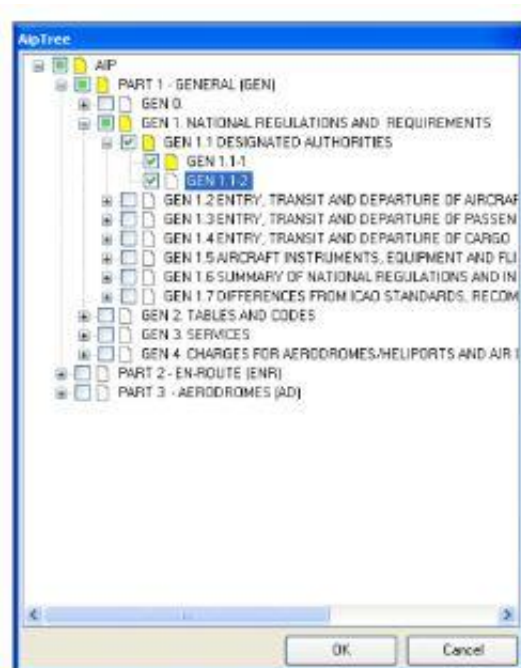 AipTree
AIP
PART 1 - GENERAL (GEN)
GEN 0.
GEN 1. NATIONAL REGULATIONS AND REQUIREMENTS
GEN 1.1 DESIGNATED AUTHORITIES
GEN 1.1-1
GEN 1.1-2
GEN 1.2 ENTRY, TRANSIT AND DEPARTURE OF AIRCRAF
GEN 1.3 ENTRY, TRANSIT AND DEPARTURE OF PASSEN
GEN 1.4 ENTRY, TRANSIT AND DEPARTURE OF CARGO
GEN 1.5 AIRCRAFT INSTRUMENTS, EQUIPMENT AND FLI
GEN 1.6 SUMMARY OF NATIONAL REGULATIONS AND IN
GEN 1.7 DIFFERENCES FROM ICAO STANDARDS, RECOM
GEN 2. TABLES AND CODES
GEN 3. SERVICES
GEN 4. CHARGES FOR AERODROMES/HELIPORTS AND AIR
PART 2 - EN-ROUTE (ENR)
PART 3 - AERODROMES (AD)
OK Cancel